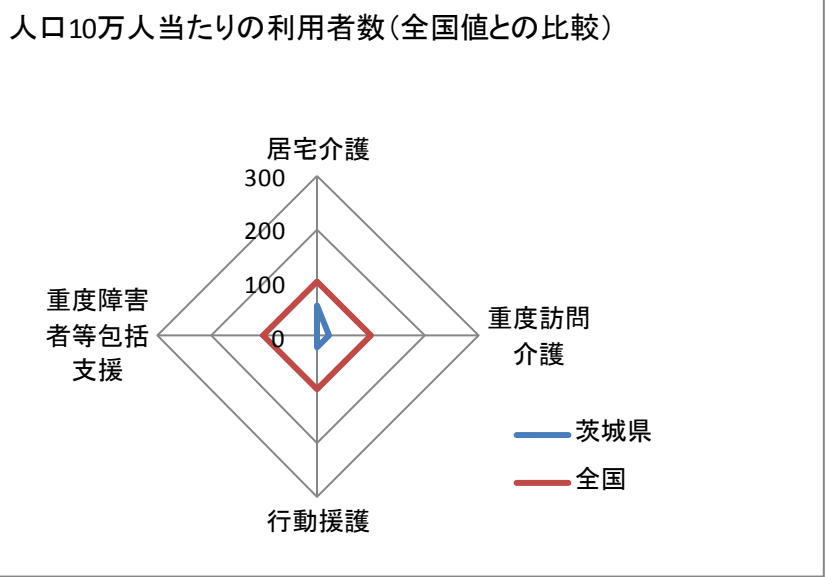 人口10万人当たりの利用者数(全国値との比較)
居宅介護
300
200
100
0
重度障害
者等包括
支援
重度訪問
介護
行動援護
茨城県
全国